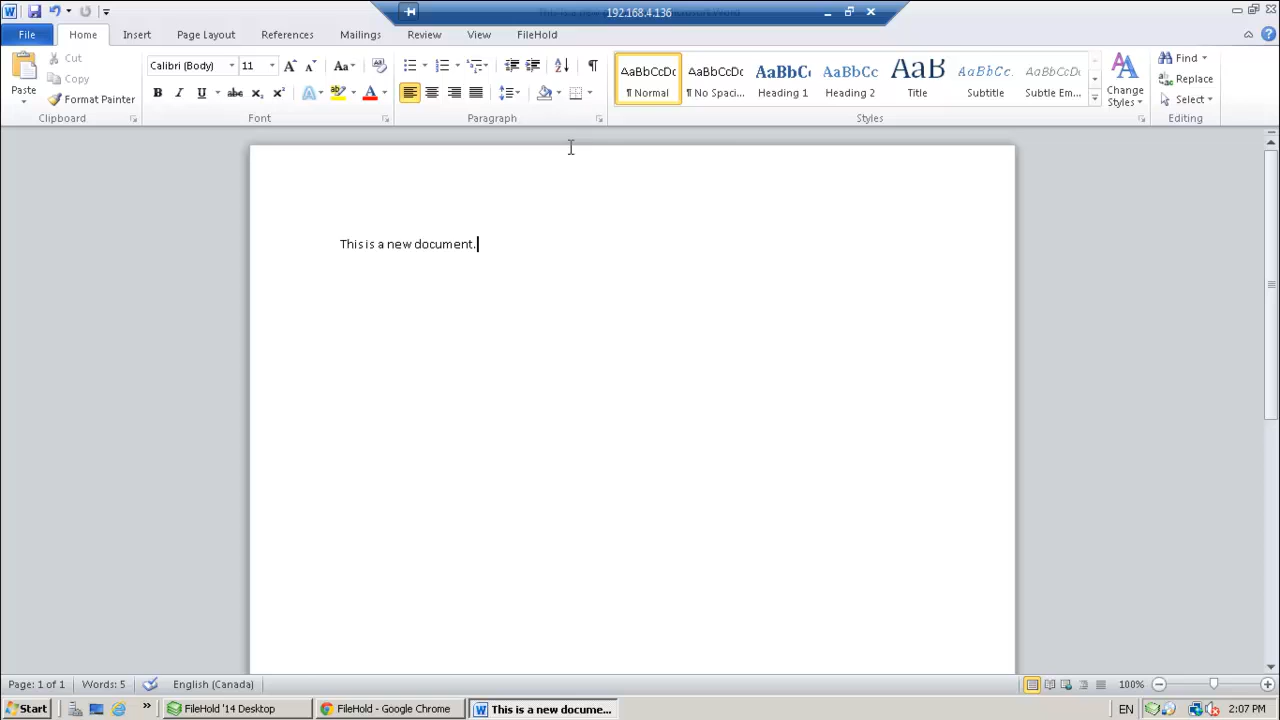 192.168.4.136
File Home Insert Page Layout References Mailings Review View FileHold
Paste
Cut
Copy
Format Painter
Clipboard
Calibri (Body) 11
Font
Paragraph
AaBbCcDc AaBbCcDc AaBbC AaBbCc AaB AaBbCc. AaBbCcDc
¶ Normal ¶ No Spaci... Heading 1 Heading 2 Title Subtitle Subtle Em...
Change
Styles
Styles
Find
Replace
Select
Editing
This is a new document.
Page: 1 of 1 Words: 5 English (Canada) 100%
Start » FileHold '14 Desktop FileHold - Google Chrome This is a new docume... EN 2:07 PM